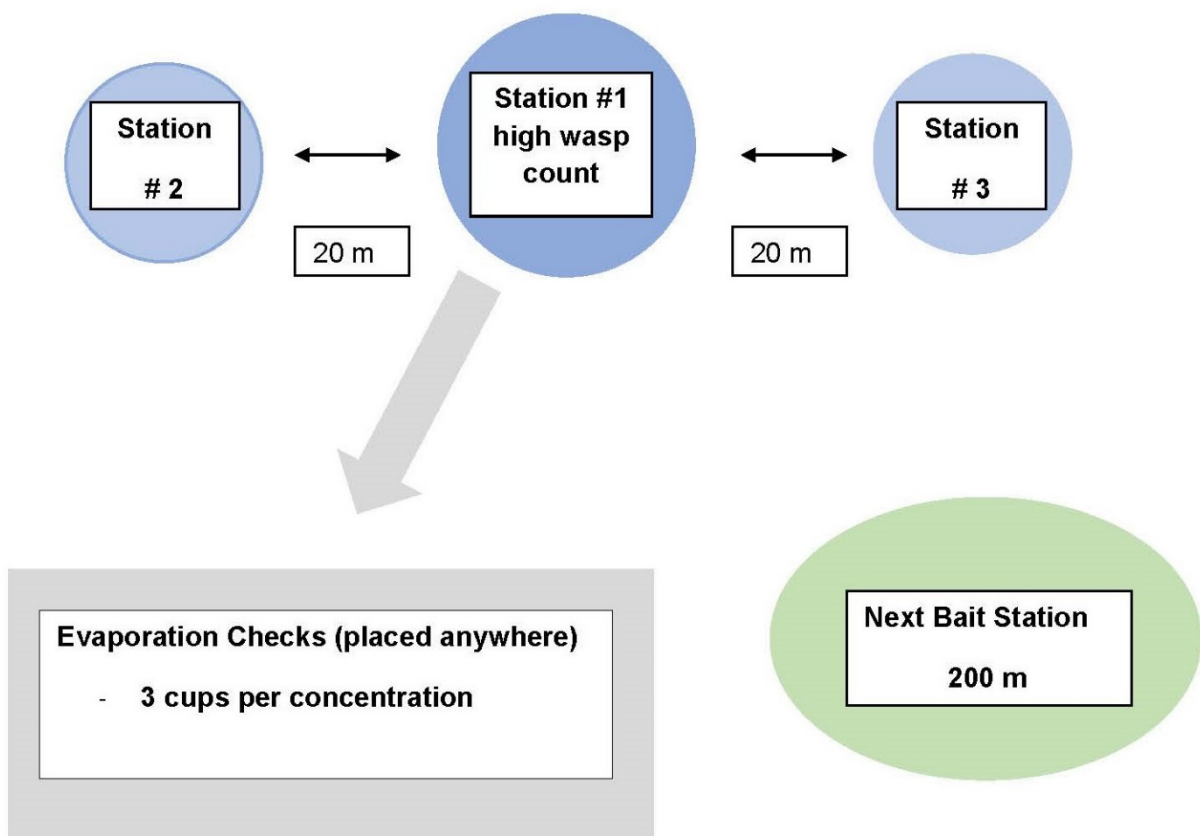 Station
# 2
Station #1
high wasp
count
Station
# 3
20 m
20 m
Evaporation Checks (placed anywhere)
- 3 cups per concentration
Next Bait Station
200 m